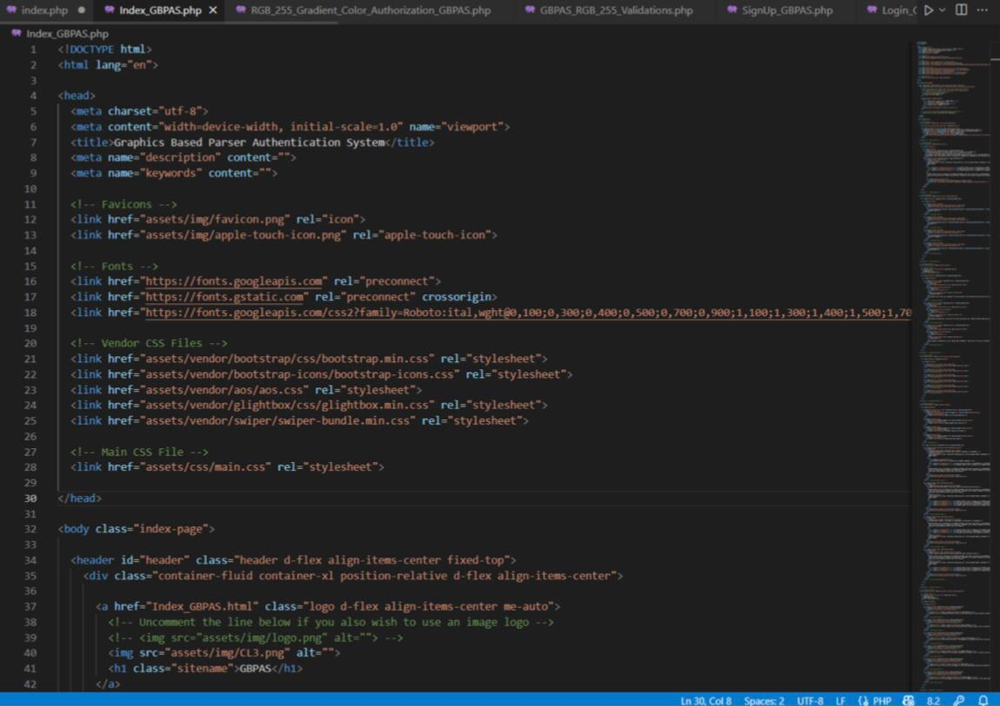 index.php ● Index_GBPAS.php × RGB_255_Gradient_Color_Authorization_GBPAS.php GBPAS_RGB_255_Validations.php SignUp_GBPAS.php Login_
Index_GBPAS.php
1 <!DOCTYPE html>
2 <html lang="en">
3
4 <head>
5 <meta charset="utf-8">
6 <meta content="width=device-width, initial-scale=1.0" name="viewport">
7 <title>Graphics Based Parser Authentication System</title>
8 <meta name="description" content="">
9 <meta name="keywords" content="">
10
11 <!-- Favicons -->
12 <link href="assets/img/favicon.png" rel="icon">
13 <link href="assets/img/apple-touch-icon.png" rel="apple-touch-icon">
14
15 <!-- Fonts -->
16 <link href="https://fonts.googleapis.com" rel="preconnect">
17 <link href="https://fonts.gstatic.com" rel="preconnect" crossorigin>
18 <link href="https://fonts.googleapis.com/css2?family=Roboto:ital,wght@0,100;0,300;0,400;0,500;0,700;0,900;1,100;1,300;1,400;1,500;1,70
19
20 <!-- Vendor CSS Files -->
21 <link href="assets/vendor/bootstrap/css/bootstrap.min.css" rel="stylesheet">
22 <link href="assets/vendor/bootstrap-icons/bootstrap-icons.css" rel="stylesheet">
23 <link href="assets/vendor/aos/aos.css" rel="stylesheet">
24 <link href="assets/vendor/glightbox/css/glightbox.min.css" rel="stylesheet">
25 <link href="assets/vendor/swiper/swiper-bundle.min.css" rel="stylesheet">
26
27 <!-- Main CSS File -->
28 <link href="assets/css/main.css" rel="stylesheet">
29
30 </head>
31
32 <body class="index-page">
33
34 <header id="header" class="header d-flex align-items-center fixed-top">
35 <div class="container-fluid container-xl position-relative d-flex align-items-center">
36
37 <a href="Index_GBPAS.html" class="logo d-flex align-items-center me-auto">
38 <!-- Uncomment the line below if you also wish to use an image logo -->
39 <!-- <img src="assets/img/logo.png" alt=""> -->
40 <img src="assets/img/CL3.png" alt="">
41 <h1 class="sitename">GBPAS</h1>
42 </a>
Ln 30, Col 8 Spaces: 2 UTF-8 LF {} PHP 8.2